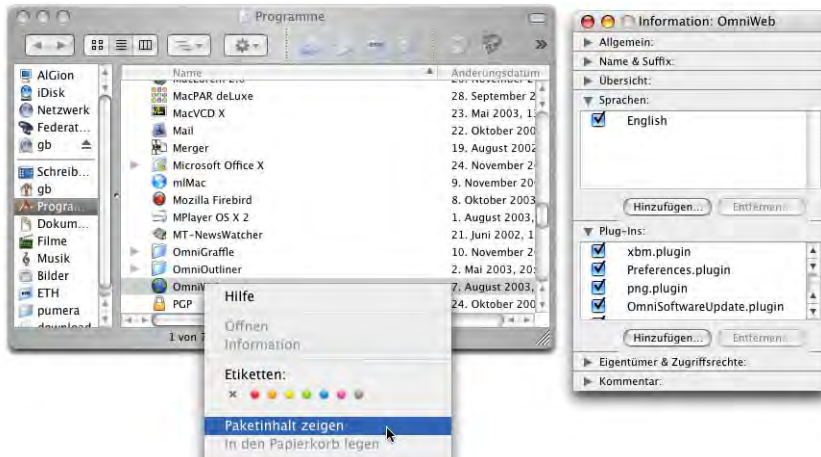 Programme
AlGion
iDisk
Netzwerk
Federat...
gb
Schreib...
gb
Progra...
Dokum...
Filme
Musik
Bilder
ETH
pumera
download
Name
Änderungsdatum
MacPAR deLuxe
28. September 2
MacVCD X
23. Mai 2003, 1
Mail
22. Oktober 200
Merger
19. August 2002
Microsoft Office X
24. November 2
mlMac
9. November 20
Mozilla Firebird
8. Oktober 2003
MPlayer OS X 2
1. August 2003,
MT-NewsWatcher
21. Juni 2002, 1
OmniGraffle
10. November 2
OmniOutliner
2. Mai 2003, 20:
7. August 2003,
PGP
24. Oktober 200
1 von
Hilfe
Öffnen
Information
Etiketten:
Paketinhalt zeigen
In den Papierkorb legen
Information: OmniWeb
Allgemein:
Name & Suffix:
Übersicht:
Sprachen:
English
Hinzufügen...
Entfernen
Plug-Ins:
xbm.plugin
Preferences.plugin
png.plugin
OmniSoftwareUpdate.plugin
Hinzufügen...
Entfernen
Eigentümer & Zugriffsrechte:
Kommentar: